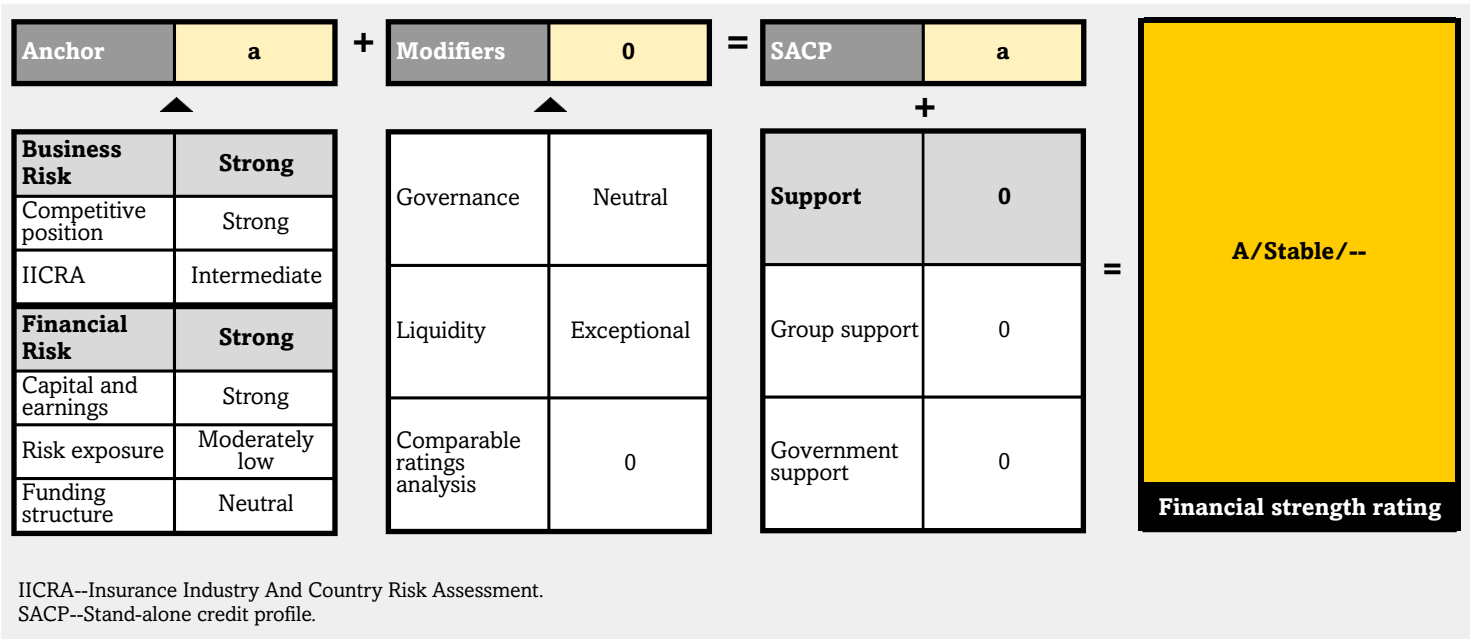 Anchor a + Modifiers 0 = SACP a
+
Business
Risk
Strong
Competitive
position
Strong
IICRA
Intermediate
Financial
Risk
Strong
Capital and
earnings
Strong
Risk exposure
Moderately
low
Funding
structure
Neutral
Governance
Neutral
Liquidity
Exceptional
Comparable
ratings
analysis
0
Support
0
Group support
0
Government
support
0
=
A/Stable/--
Financial strength rating
IICRA--Insurance Industry And Country Risk Assessment.
SACP--Stand-alone credit profile.